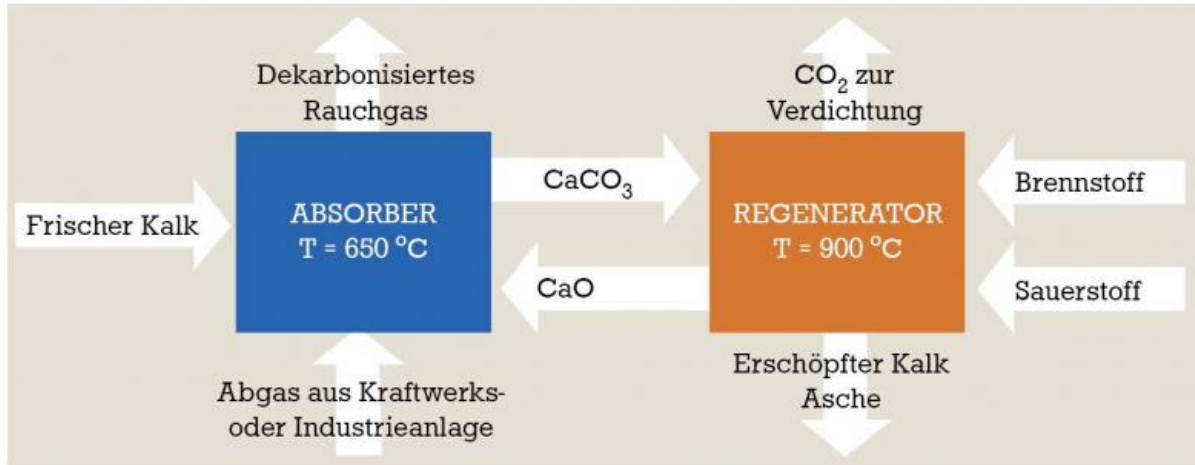 Dekarbonisiertes
Rauchgas
CO₂ zur
Verdichtung
Frischer Kalk
ABSORBER
T = 650 °C
CaCO₃
CaO
REGENERATOR
T = 900 °C
Brennstoff
Sauerstoff
Abgas aus Kraftwerks-
oder Industrieanlage
Erschöpfter Kalk
Asche